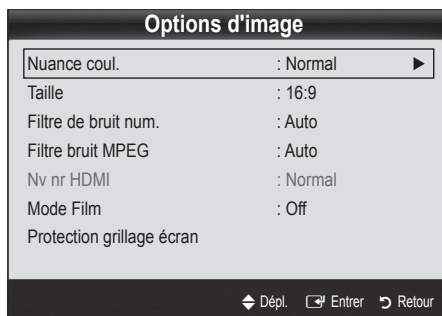 Options d'image
Nuance coul. : Normal ►
Taille : 16:9
Filtre de bruit num. : Auto
Filtre bruit MPEG : Auto
Nv nr HDMI : Normal
Mode Film : Off
Protection grillage écran
Dépl. Entrer Retour